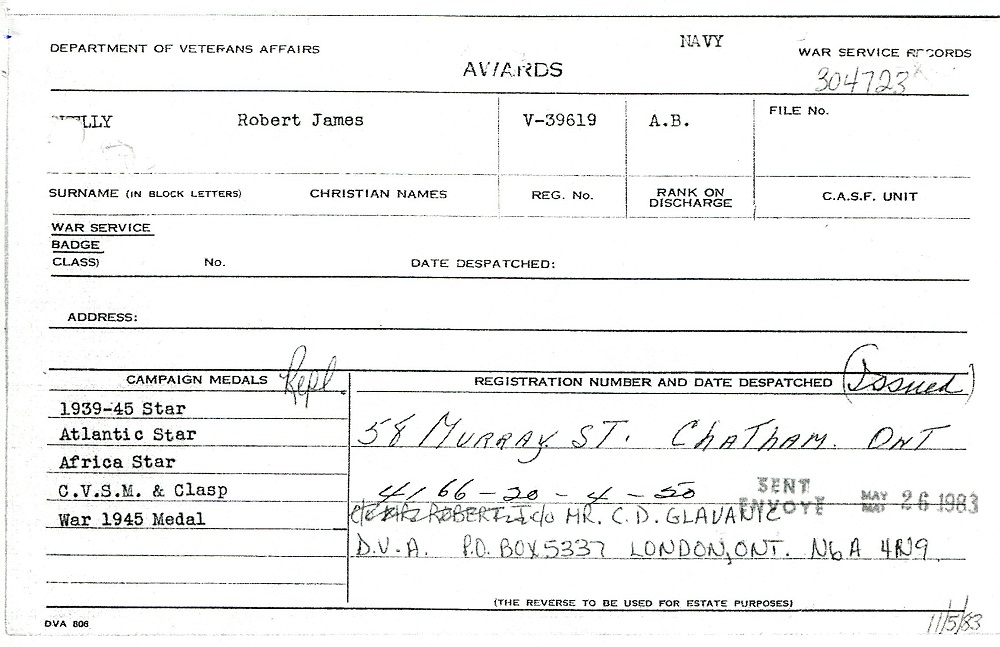 NAVY
DEPARTMENT OF VETERANS AFFAIRS
WAR SERVICE RECORDS
AWARDS
304723
LLY Robert James V-39619 A.B. FILE No.
SURNAME (IN BLOCK LETTERS) CHRISTIAN NAMES REG. No. RANK ON DISCHARGE C.A.S.F. UNIT
WAR SERVICE
BADGE
CLASS) No. DATE DESPATCHED:
ADDRESS:
CAMPAIGN MEDALS Repl. REGISTRATION NUMBER AND DATE DESPATCHED (Issued)
1939-45 Star
Atlantic Star
Africa Star
C.V.S.M. & Clasp
War 1945 Medal
58 MURRAY ST. CHATHAM. ONT
4/66-20-4-50 SENT
ENVOYÉ MAY 26 1983
ROBERT J c/o MR. C.D. GLAVANIC
D.V.A. P.O. BOX 5337 LONDON, ONT. N6A 4N9
(THE REVERSE TO BE USED FOR ESTATE PURPOSES)
DVA 806
11/5/83